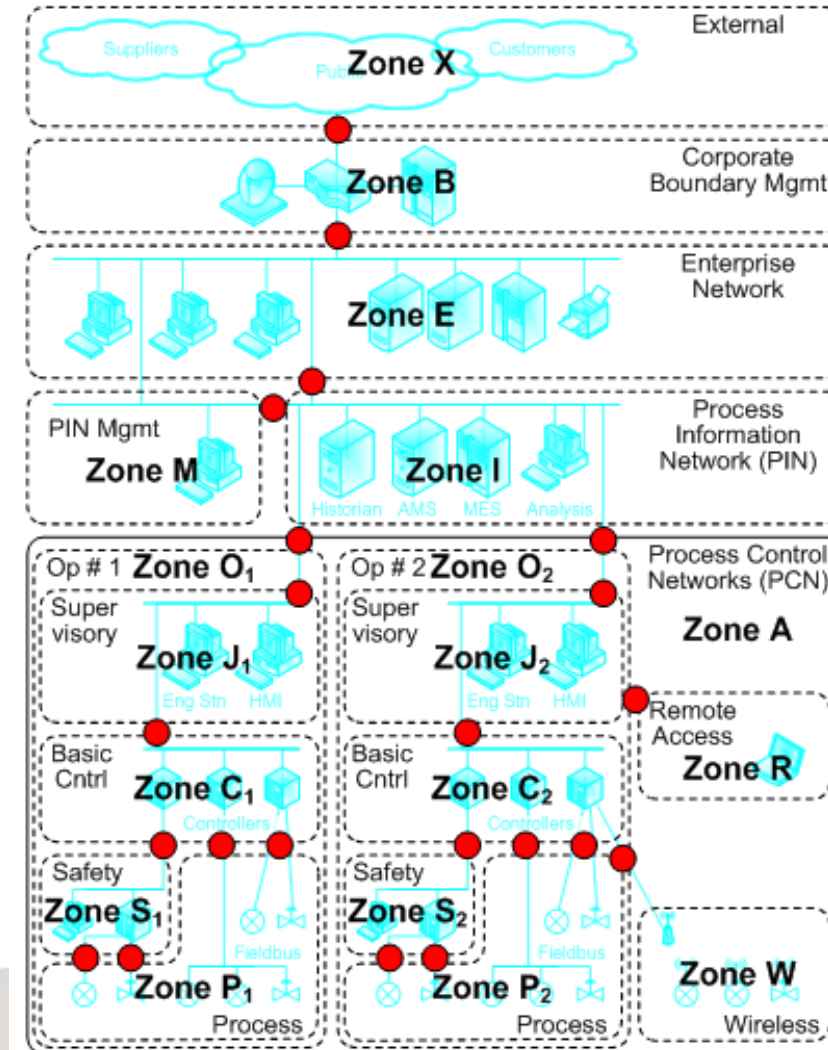 External
Suppliers
Customers
Public
Zone X
Corporate
Boundary Mgmt
Zone B
Enterprise
Network
Zone E
PIN Mgmt
Zone M
Process
Information
Network (PIN)
Zone I
Historian AMS MES Analysis
Process Control
Networks (PCN)
Zone A
Op # 1 Zone O₁
Super
visory
Zone J₁
Eng Stn HMI
Basic
Cntrl
Zone C₁
Controllers
Safety
Zone S₁
Fieldbus
Zone P₁
Process
Op # 2 Zone O₂
Super
visory
Zone J₂
Eng Stn HMI
Basic
Cntrl
Zone C₂
Controllers
Safety
Zone S₂
Fieldbus
Zone P₂
Process
Remote
Access
Zone R
Zone W
Wireless